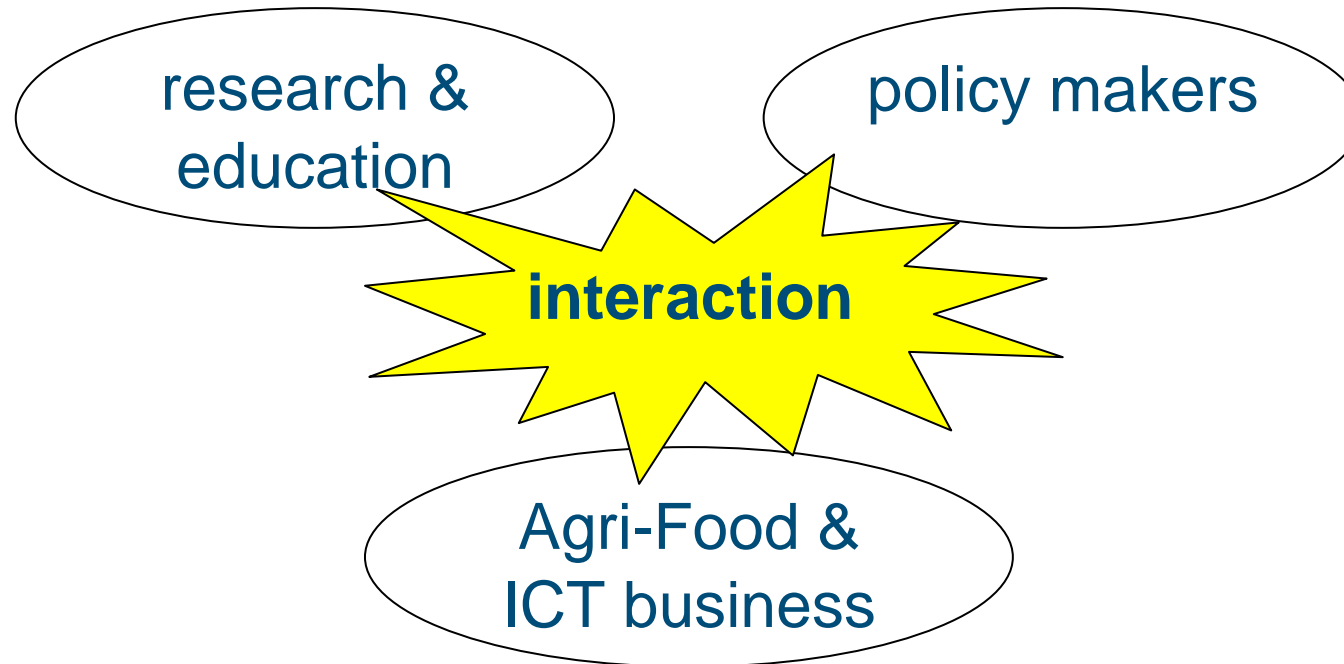 research &
education
policy makers
interaction
Agri-Food &
ICT business